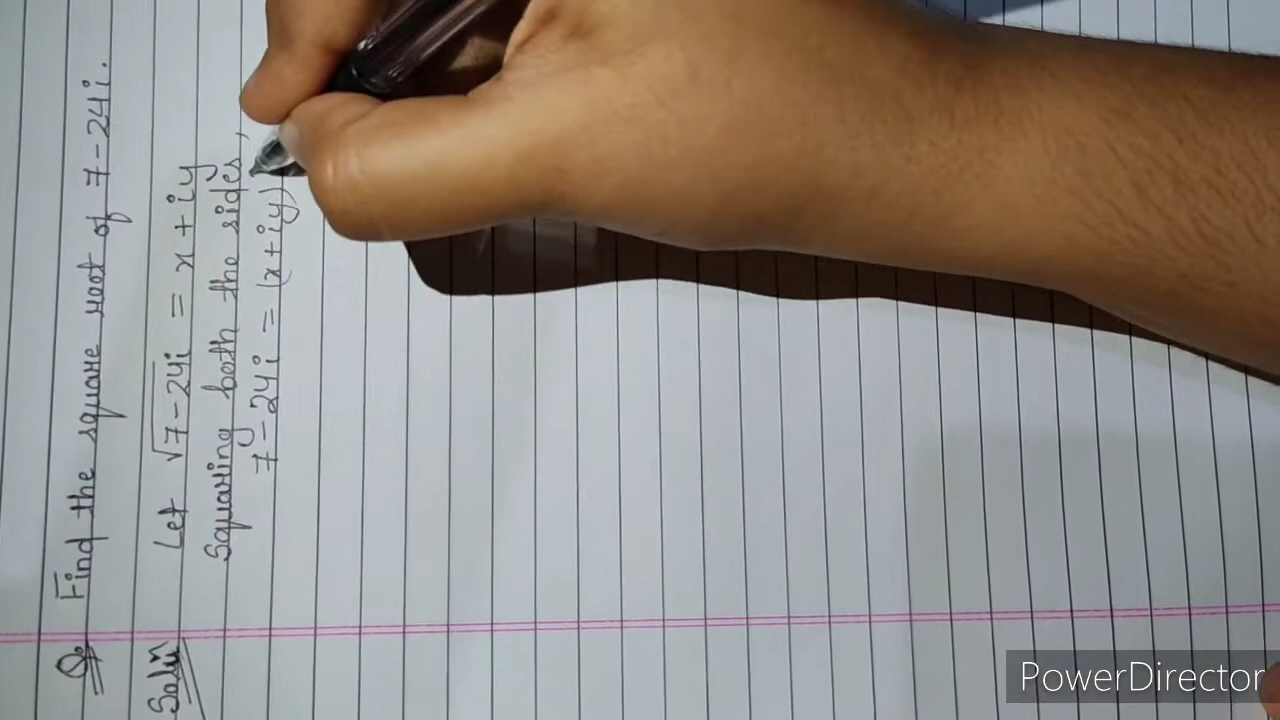 Q. Find the square root of 7-24i.
Solⁿ Let √7-24i = x+iy
Squaring both the sides,
7-24i = (x+iy)
PowerDirector